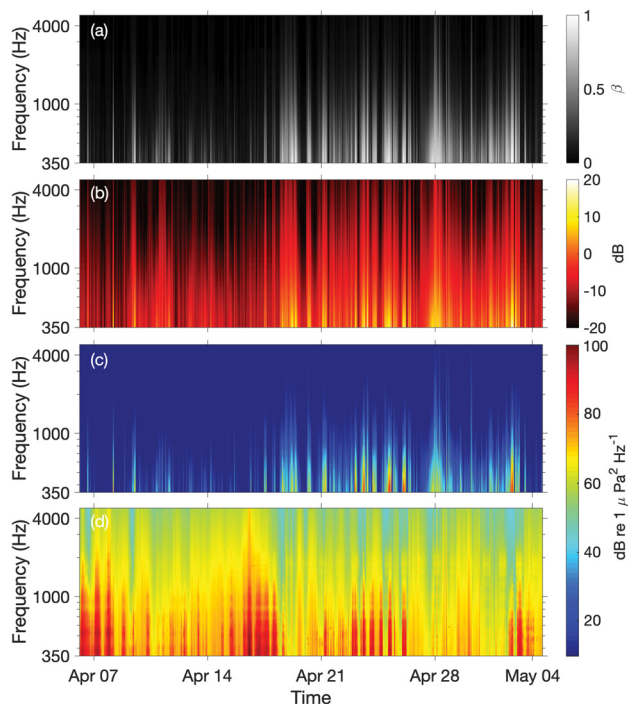 (a)
Frequency (Hz)
4000
1000
350
1
0.5
0
β
(b)
Frequency (Hz)
4000
1000
350
20
10
0
-10
-20
dB
(c)
Frequency (Hz)
4000
1000
350
(d)
Frequency (Hz)
4000
1000
350
100
80
60
40
20
dB re 1 μ Pa² Hz⁻¹
Apr 07 Apr 14 Apr 21 Apr 28 May 04
Time